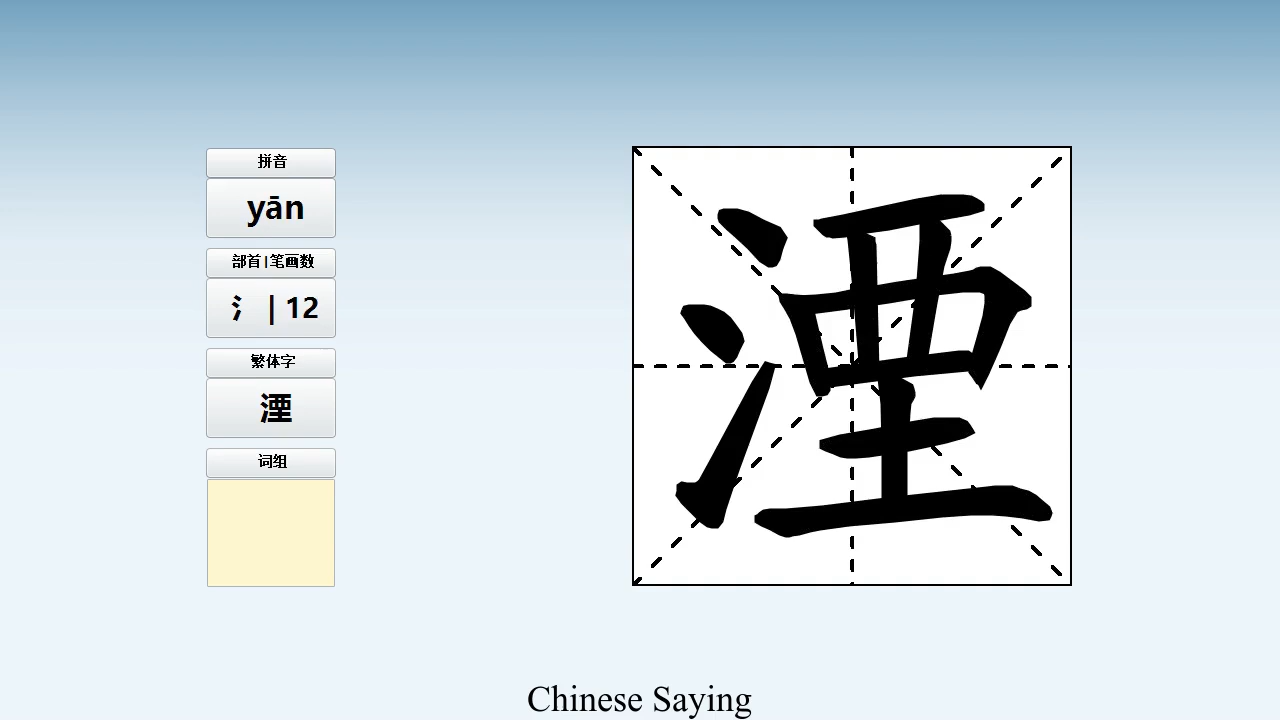 拼音
yān
部首|笔画数
氵 | 12
繁体字
湮
词组
湮
Chinese Saying